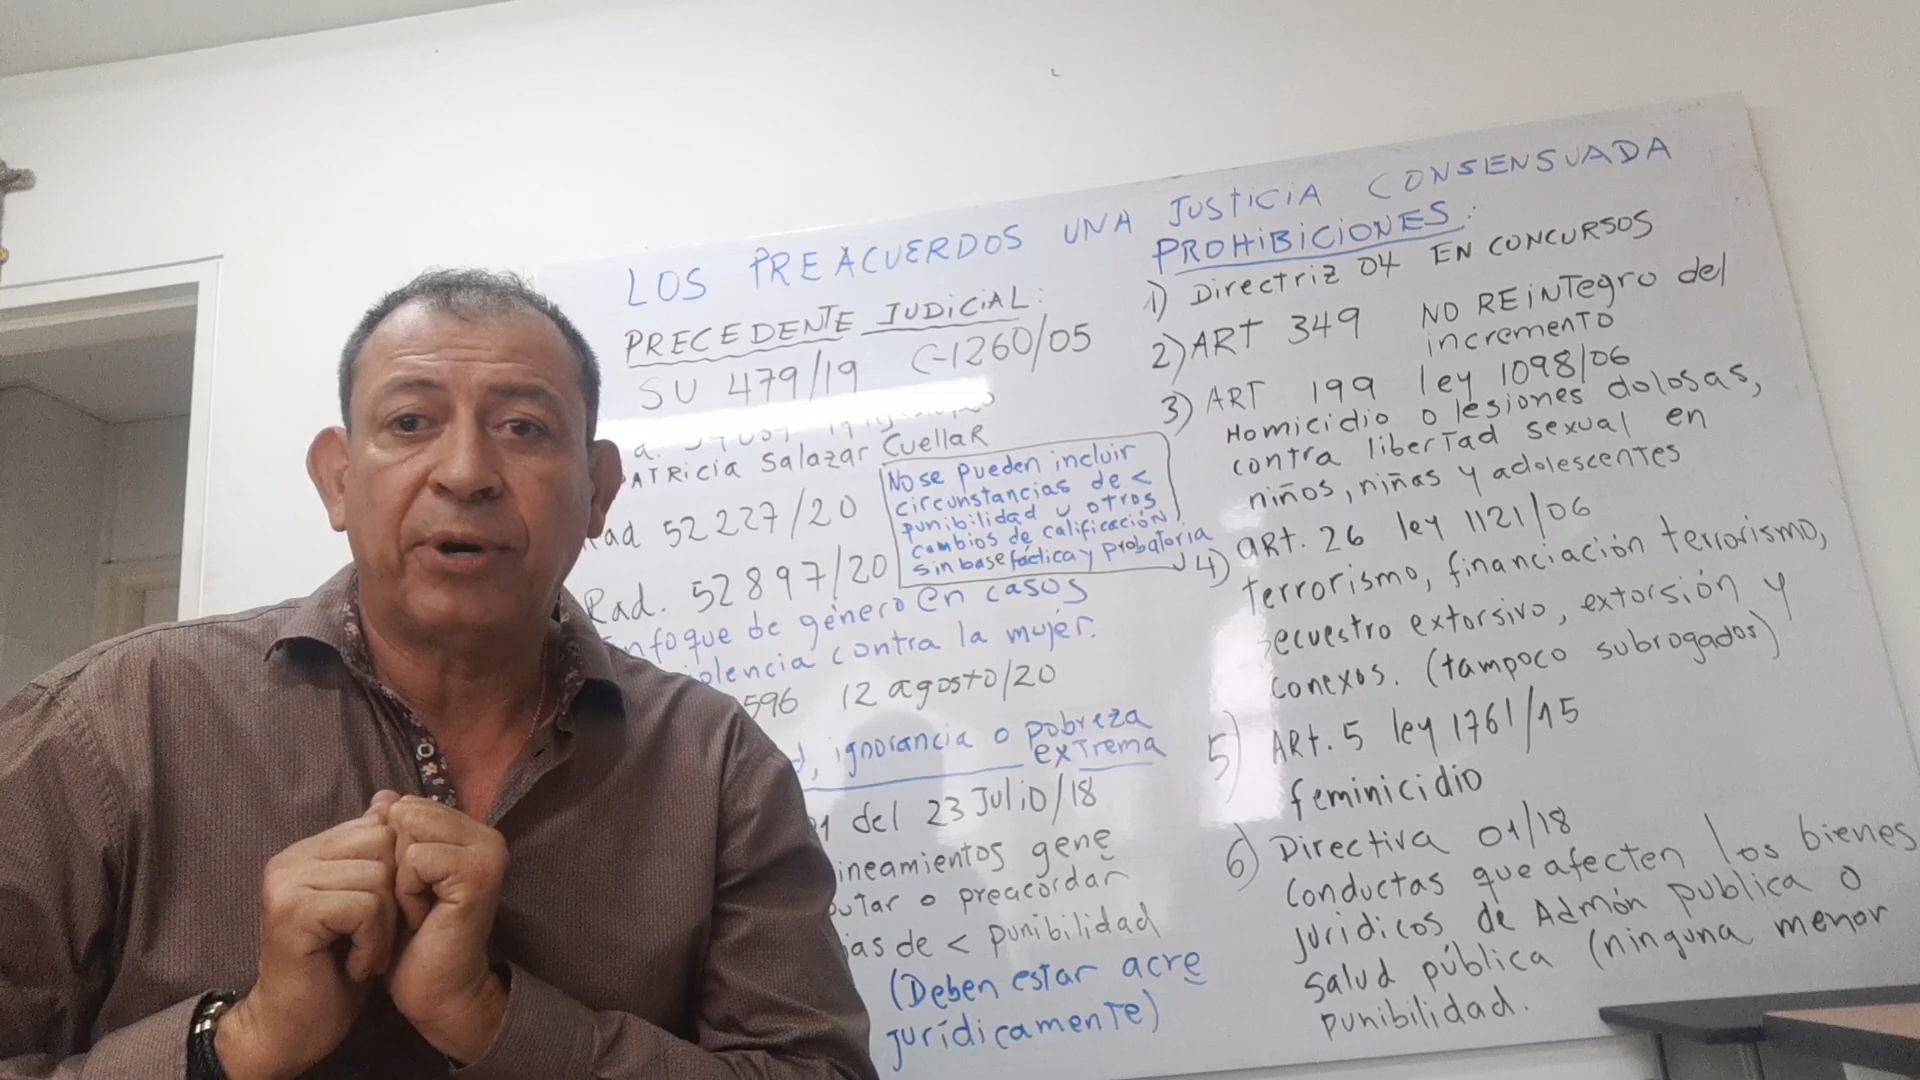 LOS PREACUERDOS UNA JUSTICIA CONSENSUADA
PRECEDENTE JUDICIAL:
SU 479/19 C-1260/05
ATRICIA Salazar CuellaR
Rad 52227/20
Rad. 52897/20
No se pueden incluir
circunstancias de <
punibilidad u otros
cambios de calificación
sin base fáctica y probatoria
Enfoque de género en casos
olencia contra la mujer.
596 12 agosto/20
d, ignorancia o pobreza
extrema
del 23 Julio/18
ineamientos gene
utar o preacordar
ias de < punibilidad
(Deben estar acre
jurídicamente)
PROHIBICIONES:
1) Directriz 04 EN CONCURSOS
2) ART 349 NO REINTegro del
incremento
3) ART 199 ley 1098/06
Homicidio o lesiones dolosas,
contra libertad sexual en
niños, niñas y adolescentes
4) art. 26 ley 1121/06
terrorismo, financiación terrorismo,
secuestro extorsivo, extorsión y
conexos. (tampoco subrogados)
5) ARt. 5 ley 1761/15
feminicidio
6) Directiva 01/18
Conductas que afecten los bienes
jurídicos de Admón pública o
salud pública (ninguna menor
punibilidad.